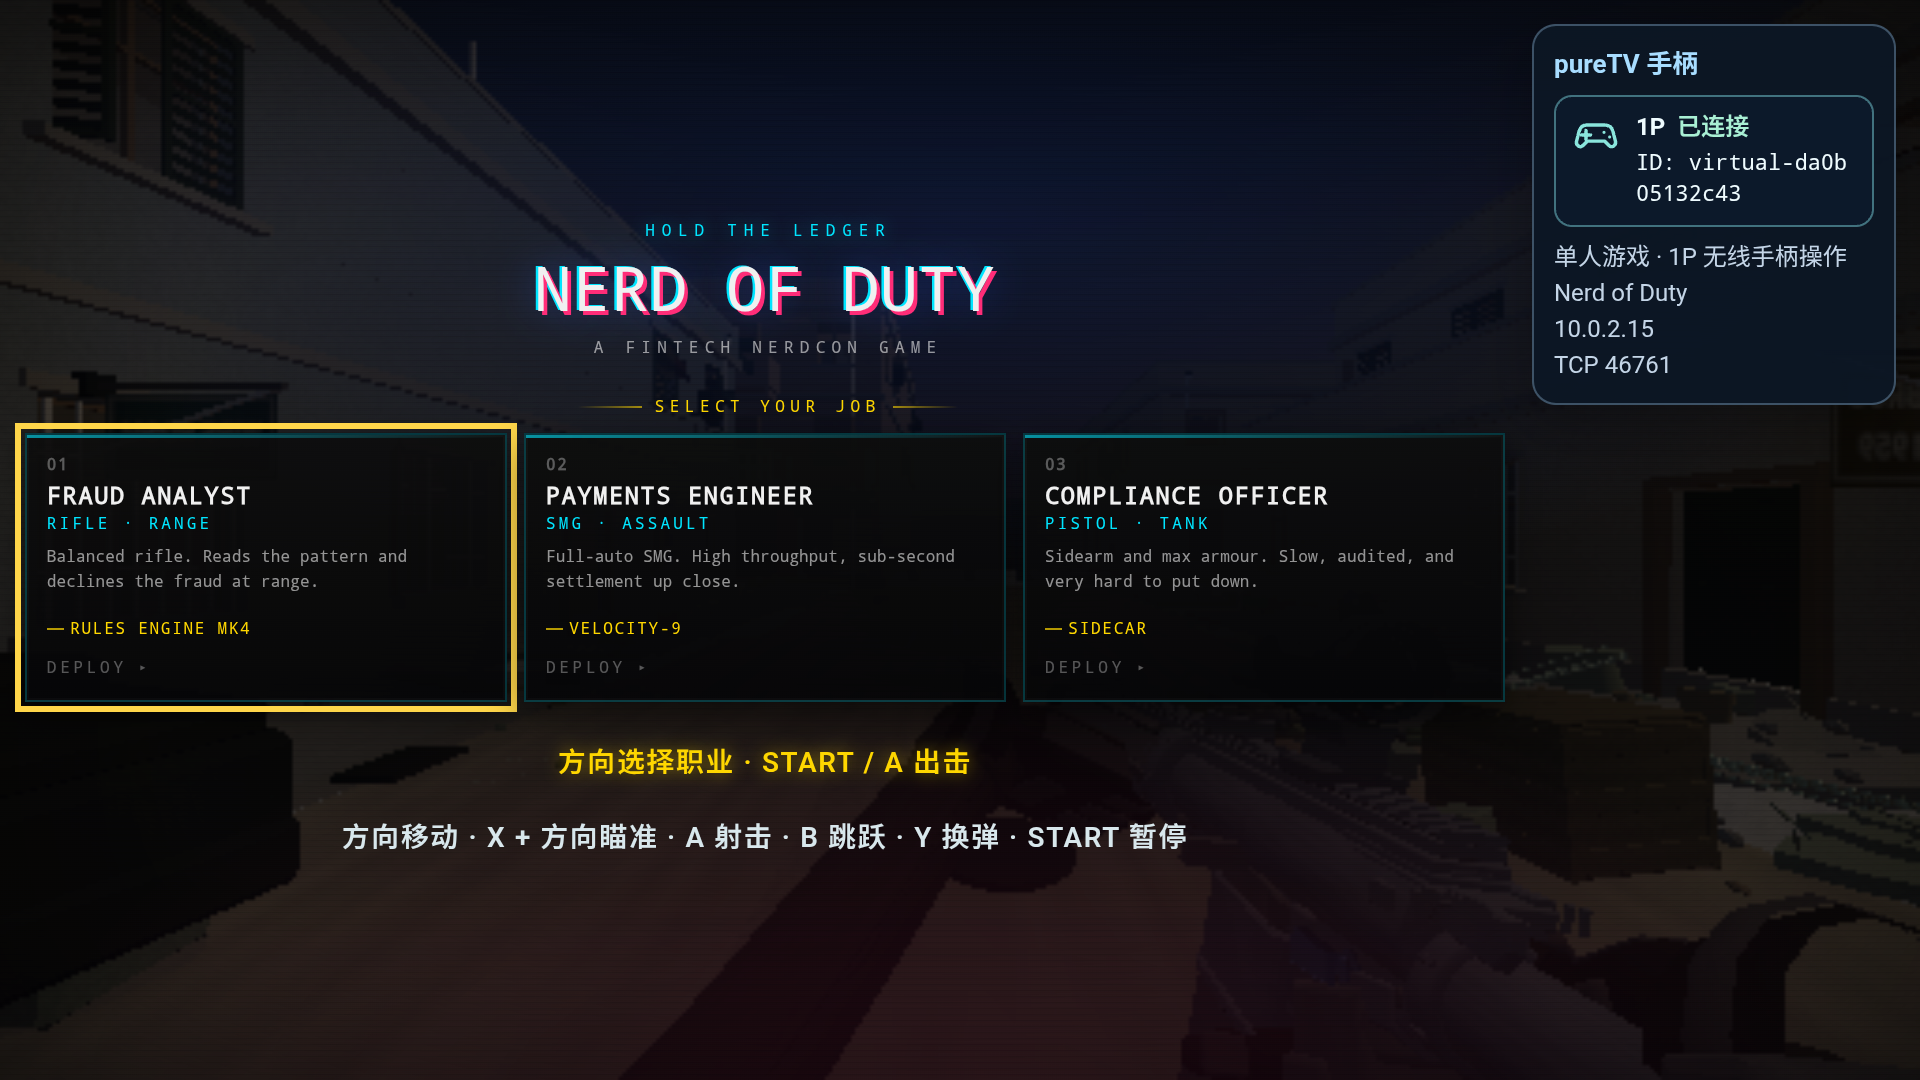 HOLD THE LEDGER
NERD OF DUTY
A FINTECH NERDCON GAME
SELECT YOUR JOB
01
FRAUD ANALYST
RIFLE · RANGE
Balanced rifle. Reads the pattern and
declines the fraud at range.
— RULES ENGINE MK4
DEPLOY ▸
02
PAYMENTS ENGINEER
SMG · ASSAULT
Full-auto SMG. High throughput, sub-second
settlement up close.
— VELOCITY-9
DEPLOY ▸
03
COMPLIANCE OFFICER
PISTOL · TANK
Sidearm and max armour. Slow, audited, and
very hard to put down.
— SIDECAR
DEPLOY ▸
方向选择职业 · START / A 出击
方向移动 · X + 方向瞄准 · A 射击 · B 跳跃 · Y 换弹 · START 暂停
pureTV 手柄
1P 已连接
ID: virtual-da0b
05132c43
单人游戏 · 1P 无线手柄操作
Nerd of Duty
10.0.2.15
TCP 46761